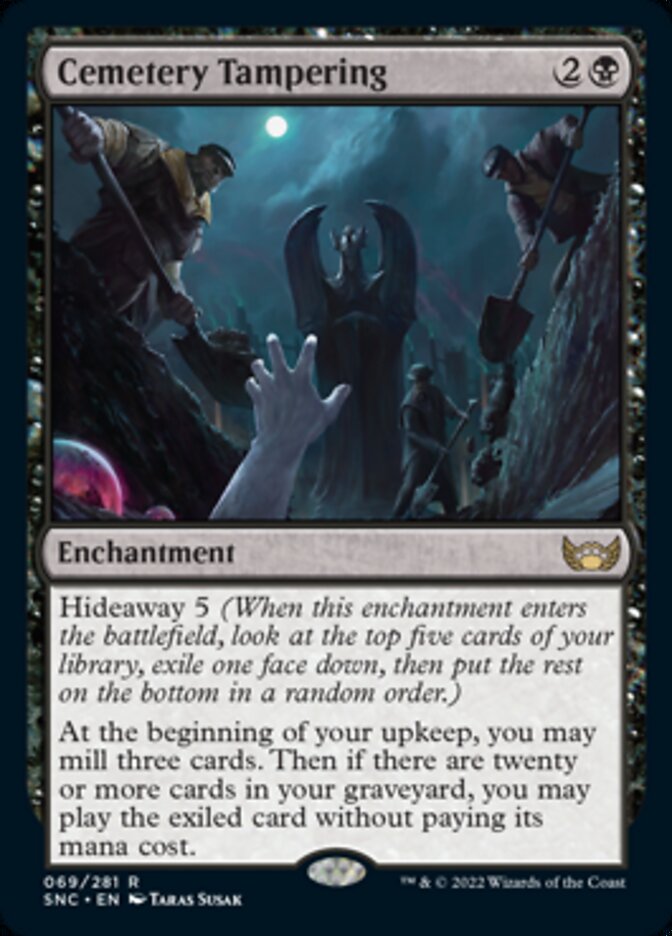 Cemetery Tampering 2
Enchantment
Hideaway 5 (When this enchantment enters
the battlefield, look at the top five cards of your
library, exile one face down, then put the rest
on the bottom in a random order.)
At the beginning of your upkeep, you may
mill three cards. Then if there are twenty
or more cards in your graveyard, you may
play the exiled card without paying its
mana cost.
069/281 R
SNC • EN Taras Susak
™ & © 2022 Wizards of the Coast